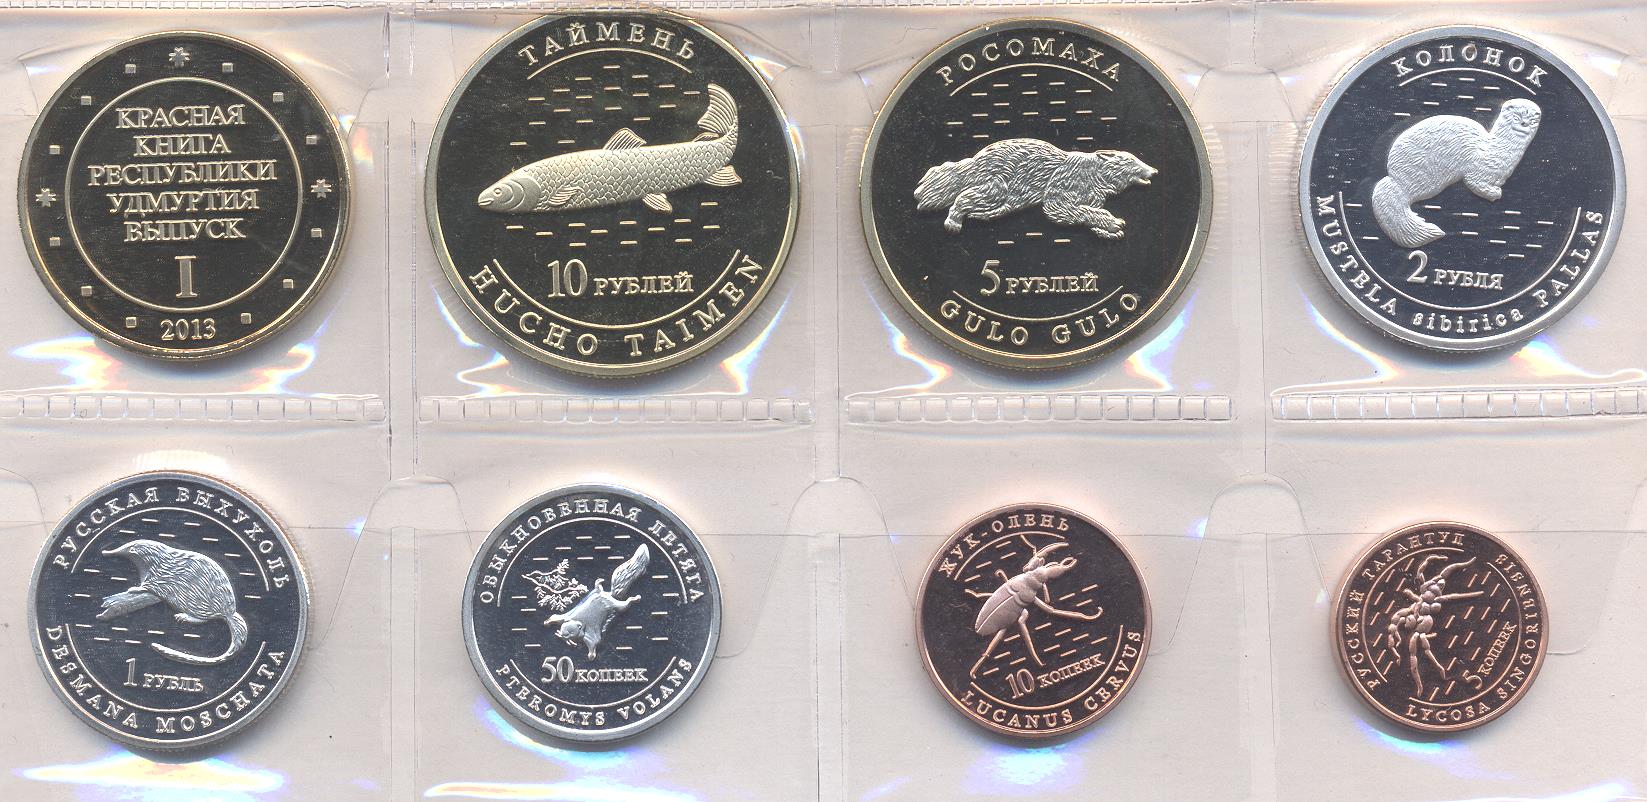 КРАСНАЯ
КНИГА
РЕСПУБЛИКИ
УДМУРТИЯ
ВЫПУСК
I
2013
ТАЙМЕНЬ
10 РУБЛЕЙ
HUCHO TAIMEN
РОСОМАХА
5 РУБЛЕЙ
GULO GULO
КОЛОНОК
2 РУБЛЯ
MUSTELA sibirica PALLAS
РУССКАЯ ВЫХУХОЛЬ
1 РУБЛЬ
DESMANA MOSCHATA
ОБЫКНОВЕННАЯ ЛЕТЯГА
50 КОПЕЕК
PTEROMYS VOLANS
ЖУК-ОЛЕНЬ
10 КОПЕЕК
LUCANUS CERVUS
РУССКИЙ ТАРАНТУЛ
5 КОПЕЕК
LYCOSA SINGORIENSIS